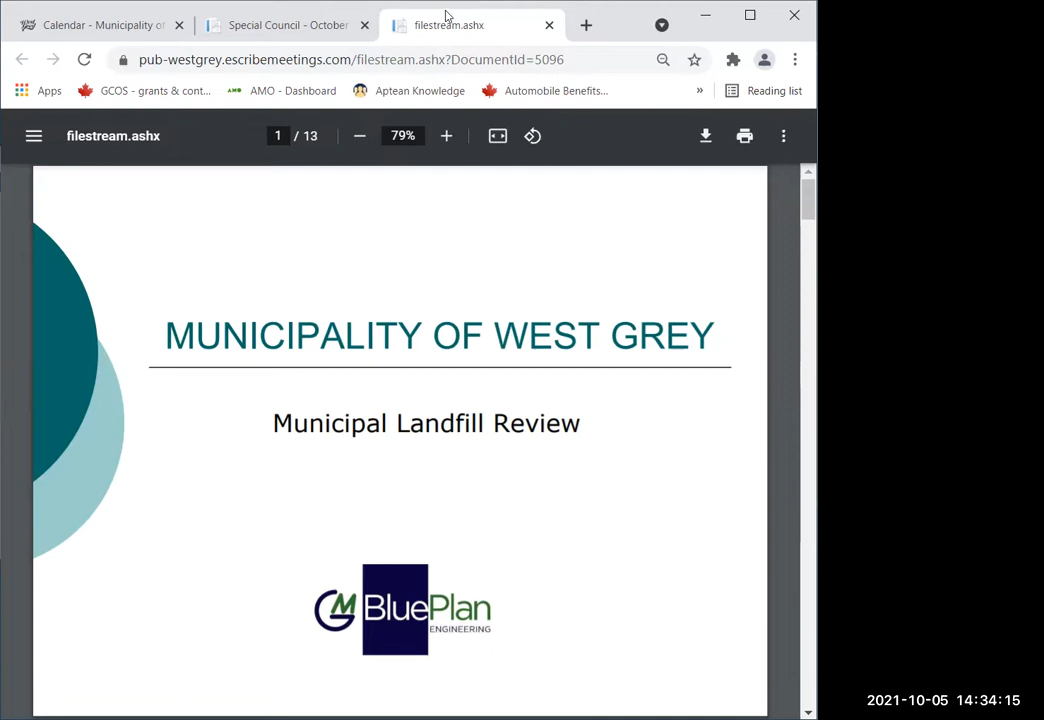 Calendar - Municipality of
Special Council - October
filestream.ashx
pub-westgrey.escribemeetings.com/filestream.ashx?DocumentId=5096
Apps
GCOS - grants & cont...
AMO - Dashboard
Aptean Knowledge
Automobile Benefits...
»
Reading list
filestream.ashx
1 / 13
79%
MUNICIPALITY OF WEST GREY
Municipal Landfill Review
GM BluePlan
ENGINEERING
2021-10-05 14:34:15